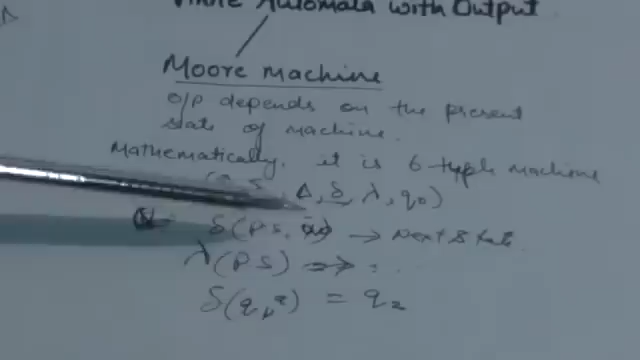 Finite Automata with Output
Moore machine
O/P depends on the present
state of machine.
Mathematically, it is 6 tuple machine
Δ, δ, λ, q0)
δ(PS, → Next State
λ(PS) →
δ(q1, = q2